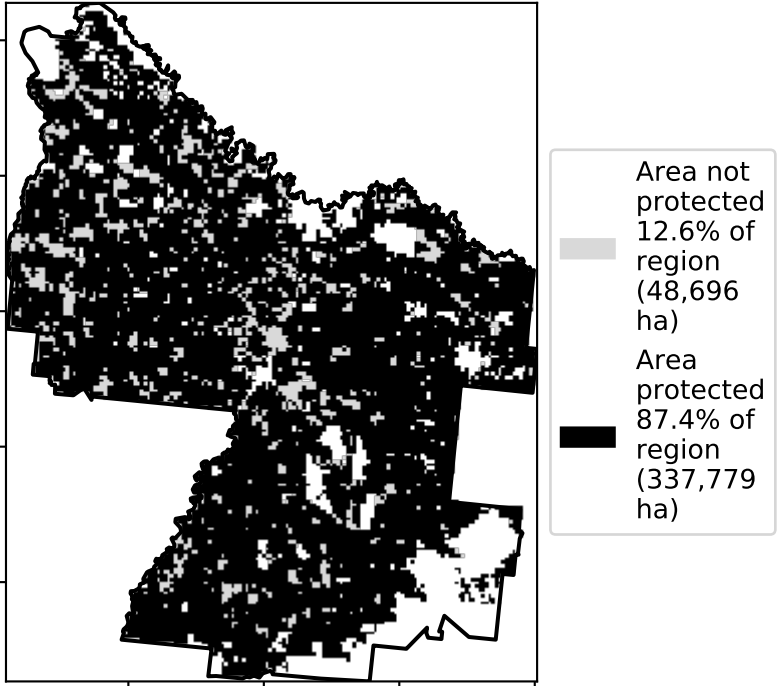 Area not
protected
12.6% of
region
(48,696
ha)
Area
protected
87.4% of
region
(337,779
ha)